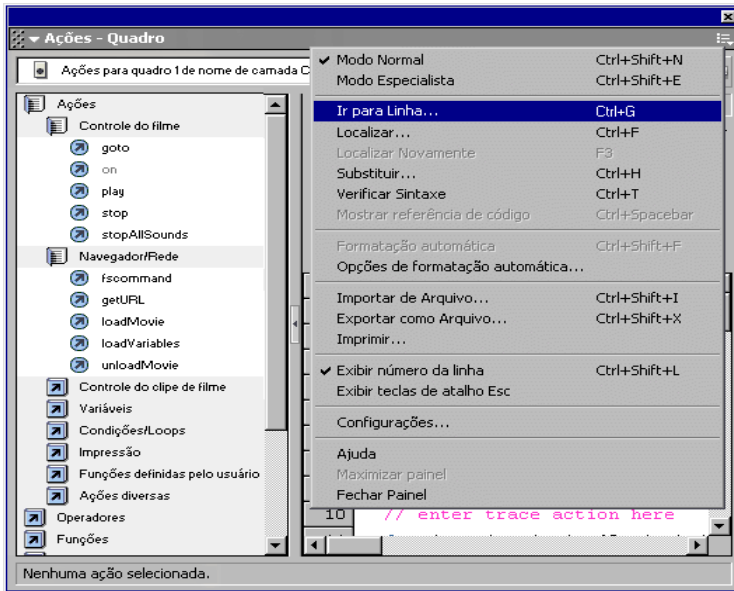 Ações - Quadro
Ações para quadro 1 de nome de camada C
Ações
Controle do filme
goto
on
play
stop
stopAllSounds
Navegador/Rede
fscommand
getURL
loadMovie
loadVariables
unloadMovie
Controle do clipe de filme
Variáveis
Condições/Loops
Impressão
Funções definidas pelo usuário
Ações diversas
Operadores
Funções
Modo Normal Ctrl+Shift+N
Modo Especialista Ctrl+Shift+E
Ir para Linha... Ctrl+G
Localizar... Ctrl+F
Localizar Novamente F3
Substituir... Ctrl+H
Verificar Sintaxe Ctrl+T
Mostrar referência de código Ctrl+Spacebar
Formatação automática Ctrl+Shift+F
Opções de formatação automática...
Importar de Arquivo... Ctrl+Shift+I
Exportar como Arquivo... Ctrl+Shift+X
Imprimir...
Exibir número da linha Ctrl+Shift+L
Exibir teclas de atalho Esc
Configurações...
Ajuda
Maximizar painel
Fechar Painel
10 // enter trace action here
Nenhuma ação selecionada.